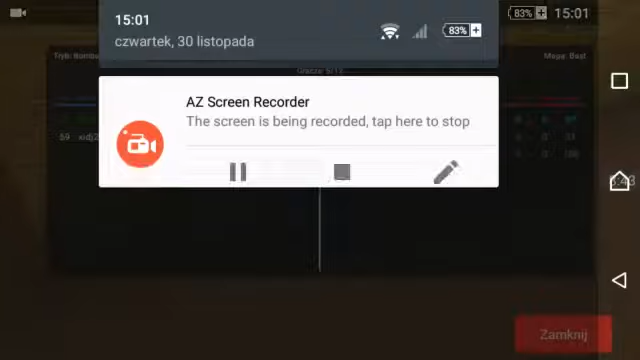 83%
15:01
15:01
83%
czwartek, 30 listopada
AZ Screen Recorder
The screen is being recorded, tap here to stop
59
Zamknij